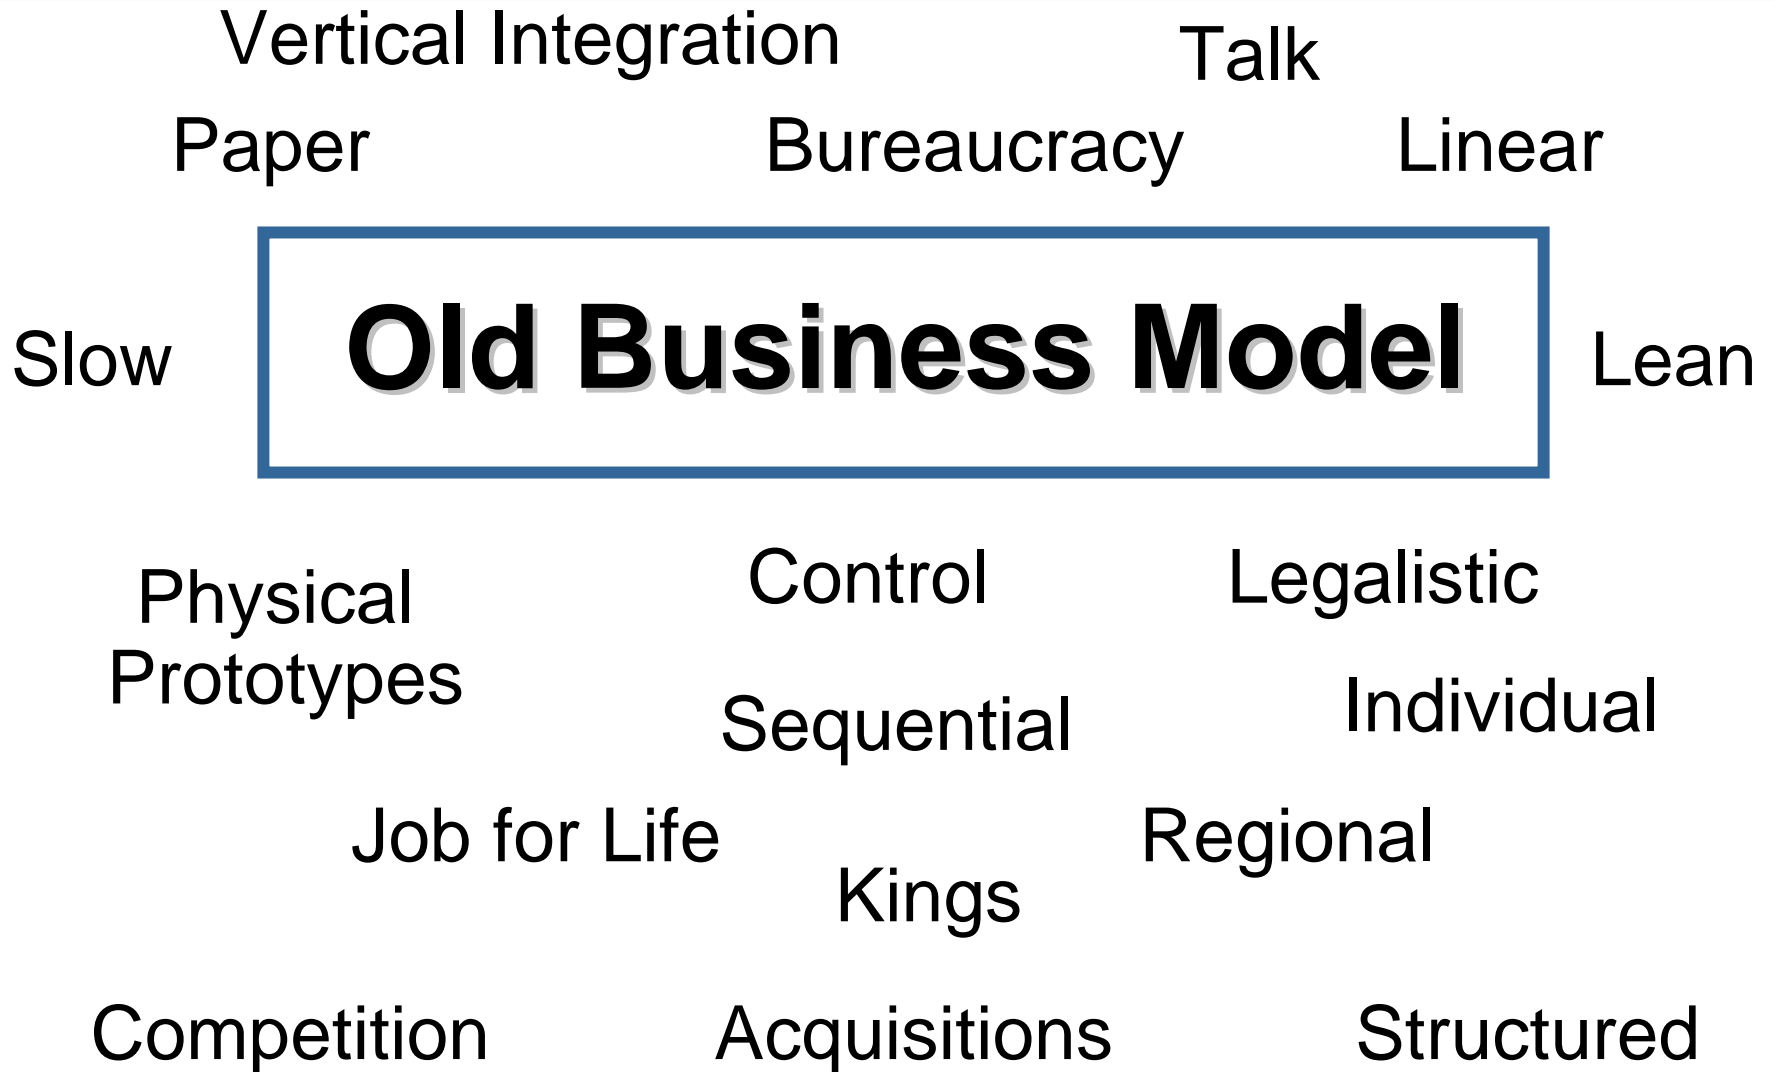 Vertical Integration
Talk
Paper
Bureaucracy
Linear
Slow
Old Business Model
Lean
Physical
Prototypes
Control
Legalistic
Sequential
Individual
Job for Life
Regional
Kings
Competition
Acquisitions
Structured